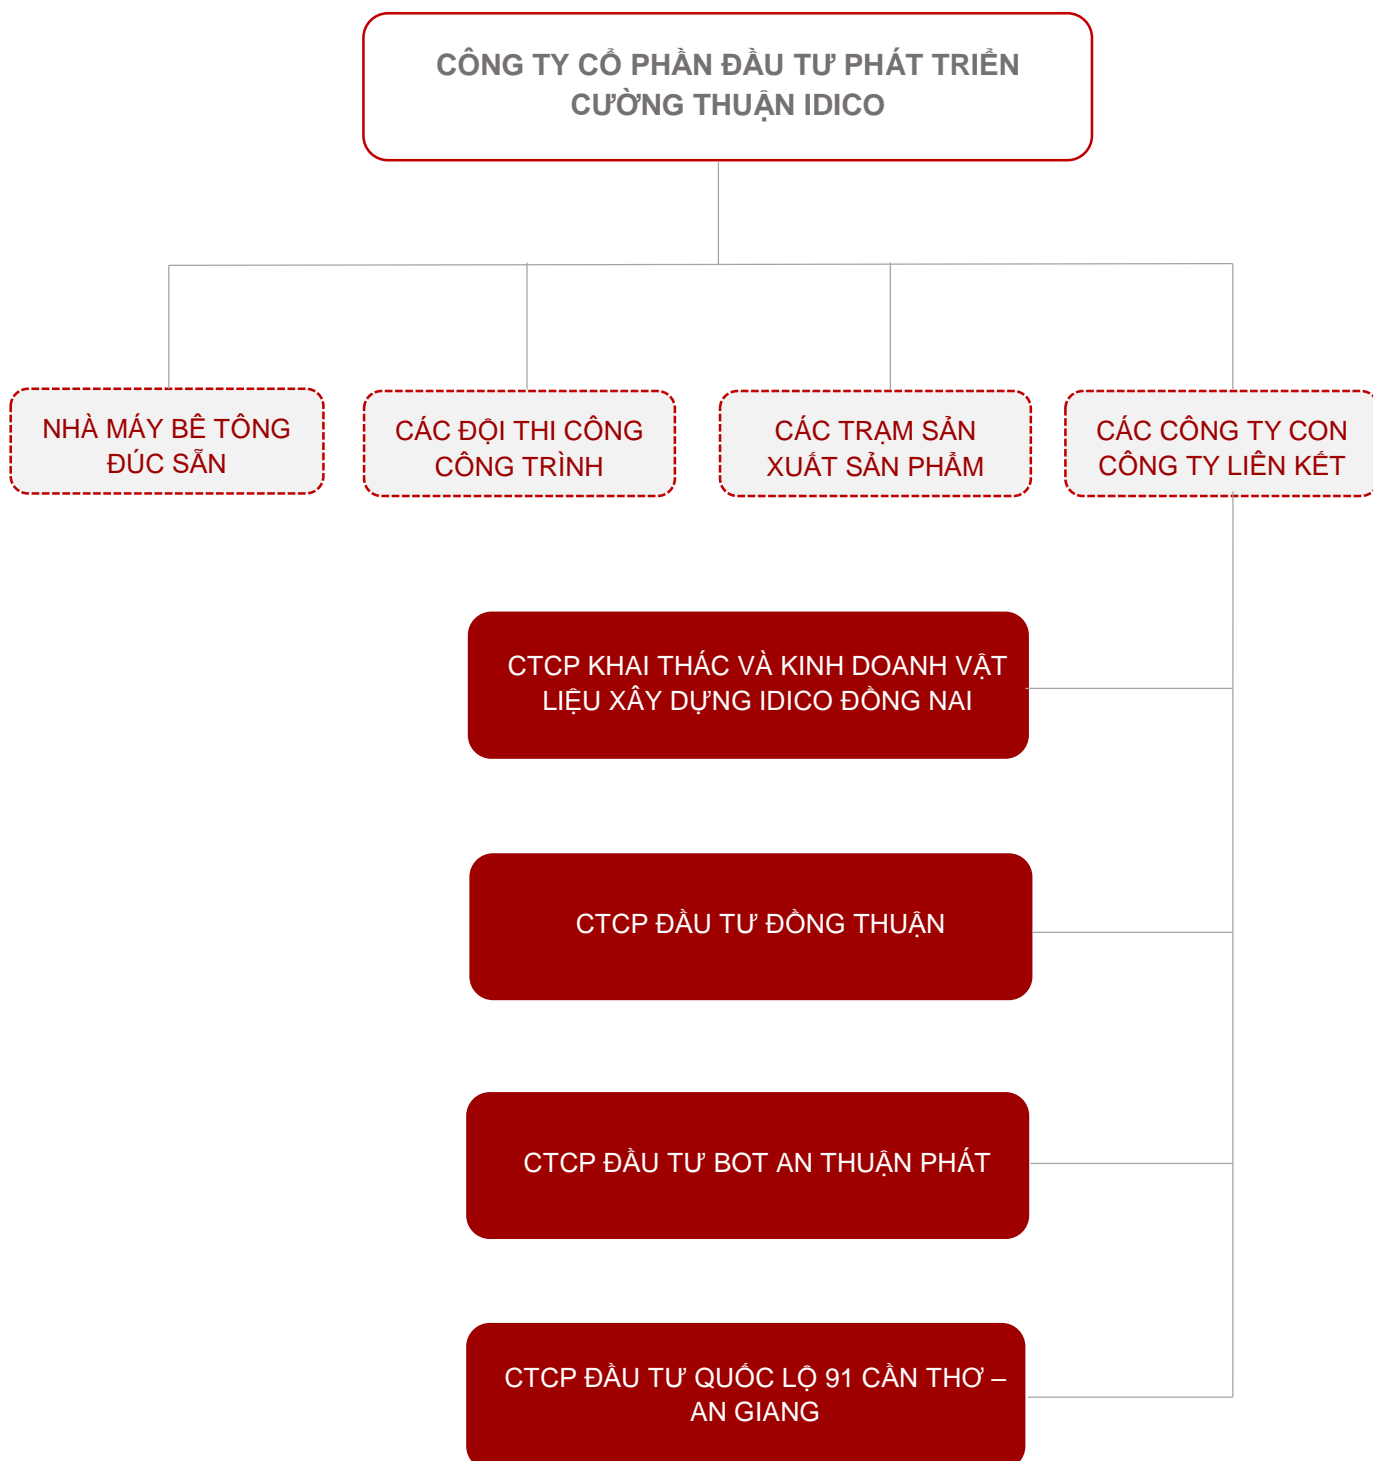 CÔNG TY CỔ PHẦN ĐẦU TƯ PHÁT TRIỂN
CƯỜNG THUẬN IDICO
NHÀ MÁY BÊ TÔNG
ĐÚC SẴN
CÁC ĐỘI THI CÔNG
CÔNG TRÌNH
CÁC TRẠM SẢN
XUẤT SẢN PHẨM
CÁC CÔNG TY CON
CÔNG TY LIÊN KẾT
CTCP KHAI THÁC VÀ KINH DOANH VẬT
LIỆU XÂY DỰNG IDICO ĐỒNG NAI
CTCP ĐẦU TƯ ĐỒNG THUẬN
CTCP ĐẦU TƯ BOT AN THUẬN PHÁT
CTCP ĐẦU TƯ QUỐC LỘ 91 CẦN THƠ –
AN GIANG